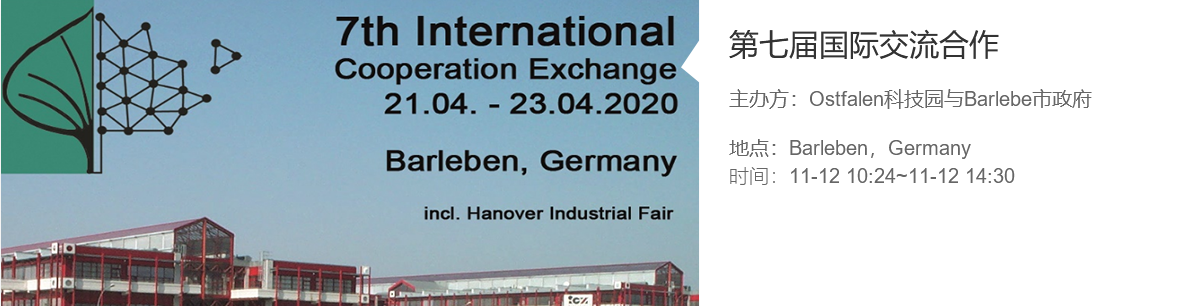 7th International
Cooperation Exchange
21.04. - 23.04.2020
Barleben, Germany
incl. Hanover Industrial Fair
第七届国际交流合作
主办方：Ostfalen科技园与Barlebe市政府
地点：Barleben，Germany
时间：11-12 10:24~11-12 14:30